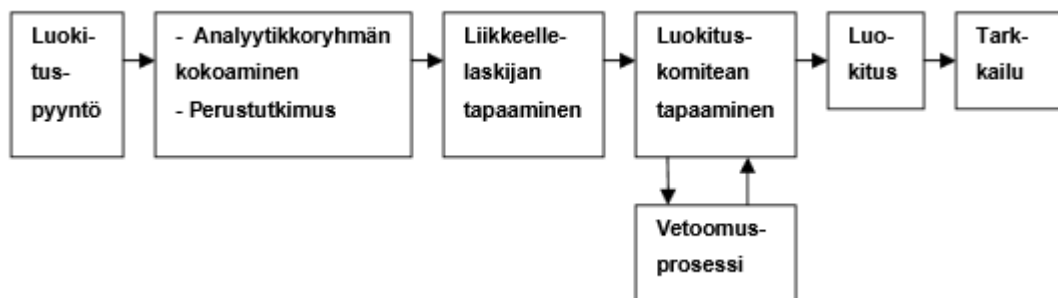 Luoki-
tus-
pyyntö
- Analyytikkoryhmän
kokoaminen
- Perustutkimus
Liikkeelle-
laskijan
tapaaminen
Luokitus-
komitean
tapaaminen
Luo-
kitus
Tark-
kailu
Vetoomus-
prosessi